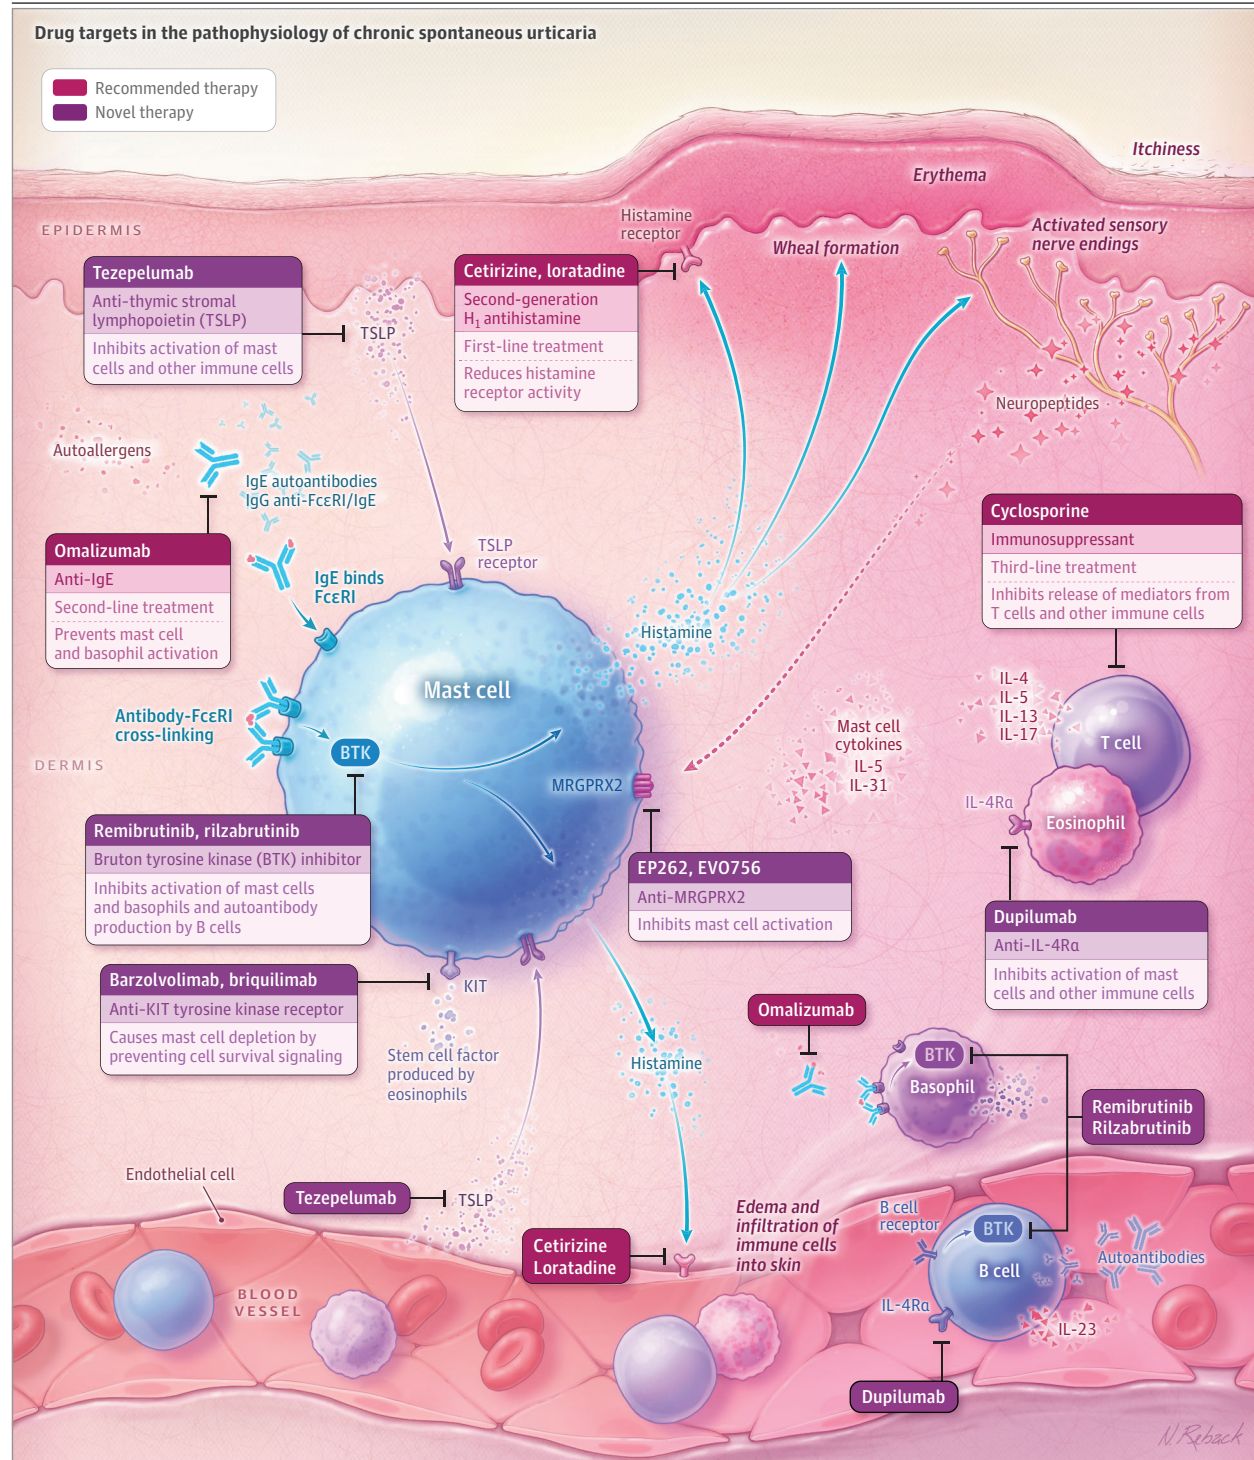 Drug targets in the pathophysiology of chronic spontaneous urticaria
Recommended therapy
Novel therapy
Itchiness
Erythema
EPIDERMIS
Histamine
receptor
Wheal formation
Activated sensory
nerve endings
Tezepelumab
Anti-thymic stromal
lymphopoietin (TSLP)
Inhibits activation of mast
cells and other immune cells
TSLP
Cetirizine, loratadine
Second-generation
H₁ antihistamine
First-line treatment
Reduces histamine
receptor activity
Neuropeptides
Autoallergens
IgE autoantibodies
IgG anti-FcεRI/IgE
Omalizumab
Anti-IgE
Second-line treatment
Prevents mast cell
and basophil activation
IgE binds
FcεRI
TSLP
receptor
Histamine
Cyclosporine
Immunosuppressant
Third-line treatment
Inhibits release of mediators from
T cells and other immune cells
Mast cell
Antibody-FcεRI
cross-linking
BTK
DERMIS
MRGPRX2
Mast cell
cytokines
IL-5
IL-31
IL-4
IL-5
IL-13
IL-17
T cell
IL-4Rα
Eosinophil
Remibrutinib, rilzabrutinib
Bruton tyrosine kinase (BTK) inhibitor
Inhibits activation of mast cells
and basophils and autoantibody
production by B cells
EP262, EVO756
Anti-MRGPRX2
Inhibits mast cell activation
Dupilumab
Anti-IL-4Rα
Inhibits activation of mast
cells and other immune cells
Barzolvolimab, briquilimab
Anti-KIT tyrosine kinase receptor
Causes mast cell depletion by
preventing cell survival signaling
KIT
Stem cell factor
produced by
eosinophils
Histamine
Omalizumab
BTK
Basophil
Remibrutinib
Rilzabrutinib
Endothelial cell
Tezepelumab
TSLP
Cetirizine
Loratadine
Edema and
infiltration of
immune cells
into skin
B cell
receptor
BTK
B cell
Autoantibodies
IL-4Rα
IL-23
BLOOD
VESSEL
Dupilumab
N. Reback